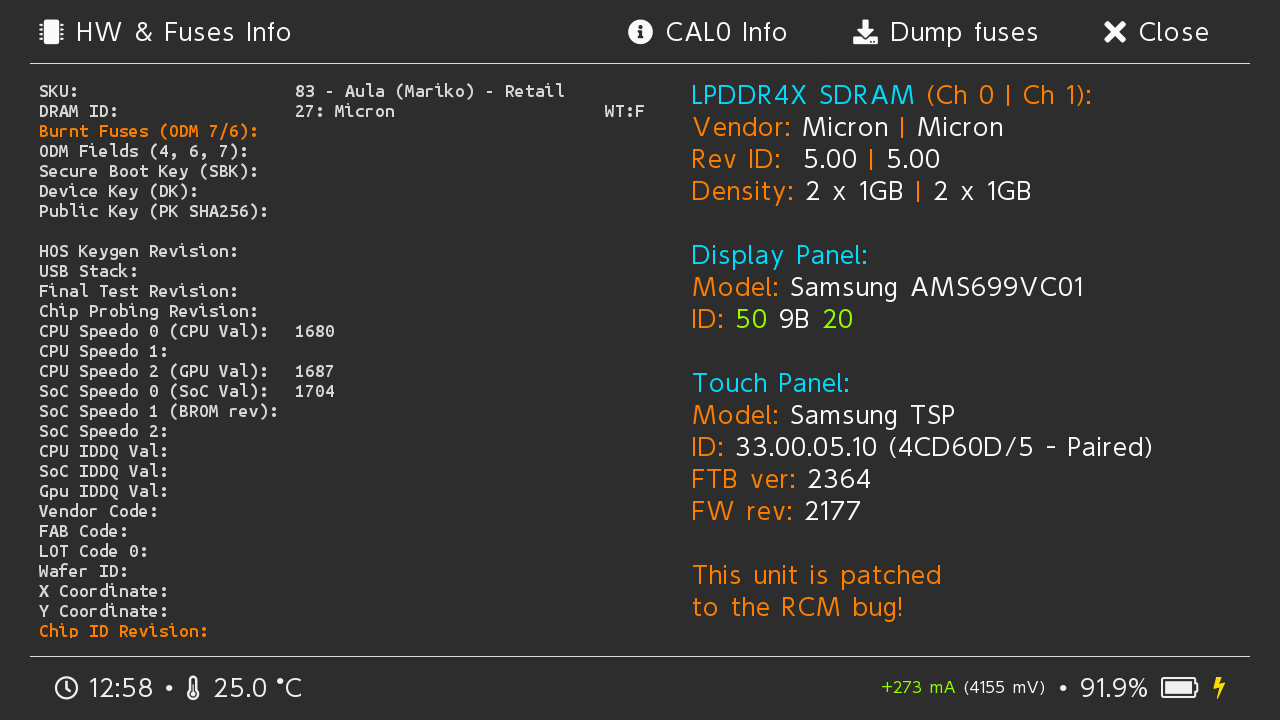 HW & Fuses Info
CAL0 Info
Dump fuses
Close
SKU: 83 - Aula (Mariko) - Retail
DRAM ID: 27: Micron WT:F
Burnt Fuses (ODM 7/6):
ODM Fields (4, 6, 7):
Secure Boot Key (SBK):
Device Key (DK):
Public Key (PK SHA256):
HOS Keygen Revision:
USB Stack:
Final Test Revision:
Chip Probing Revision:
CPU Speedo 0 (CPU Val): 1680
CPU Speedo 1:
CPU Speedo 2 (GPU Val): 1687
SoC Speedo 0 (SoC Val): 1704
SoC Speedo 1 (BROM rev):
SoC Speedo 2:
CPU IDDQ Val:
SoC IDDQ Val:
Gpu IDDQ Val:
Vendor Code:
FAB Code:
LOT Code 0:
Wafer ID:
X Coordinate:
Y Coordinate:
Chip ID Revision:
LPDDR4X SDRAM (Ch 0 | Ch 1):
Vendor: Micron | Micron
Rev ID: 5.00 | 5.00
Density: 2 x 1GB | 2 x 1GB
Display Panel:
Model: Samsung AMS699VC01
ID: 50 9B 20
Touch Panel:
Model: Samsung TSP
ID: 33.00.05.10 (4CD60D/5 - Paired)
FTB ver: 2364
FW rev: 2177
This unit is patched
to the RCM bug!
12:58 • 25.0 °C
+273 mA (4155 mV) • 91.9%